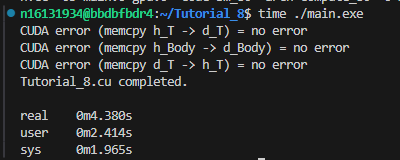 n16131934@bbdbfbdr4:~/Tutorial_8$ time ./main.exe
CUDA error (memcpy h_T -> d_T) = no error
CUDA error (memcpy h_Body -> d_Body) = no error
CUDA error (memcpy d_T -> h_T) = no error
Tutorial_8.cu completed.
real 0m4.380s
user 0m2.414s
sys 0m1.965s